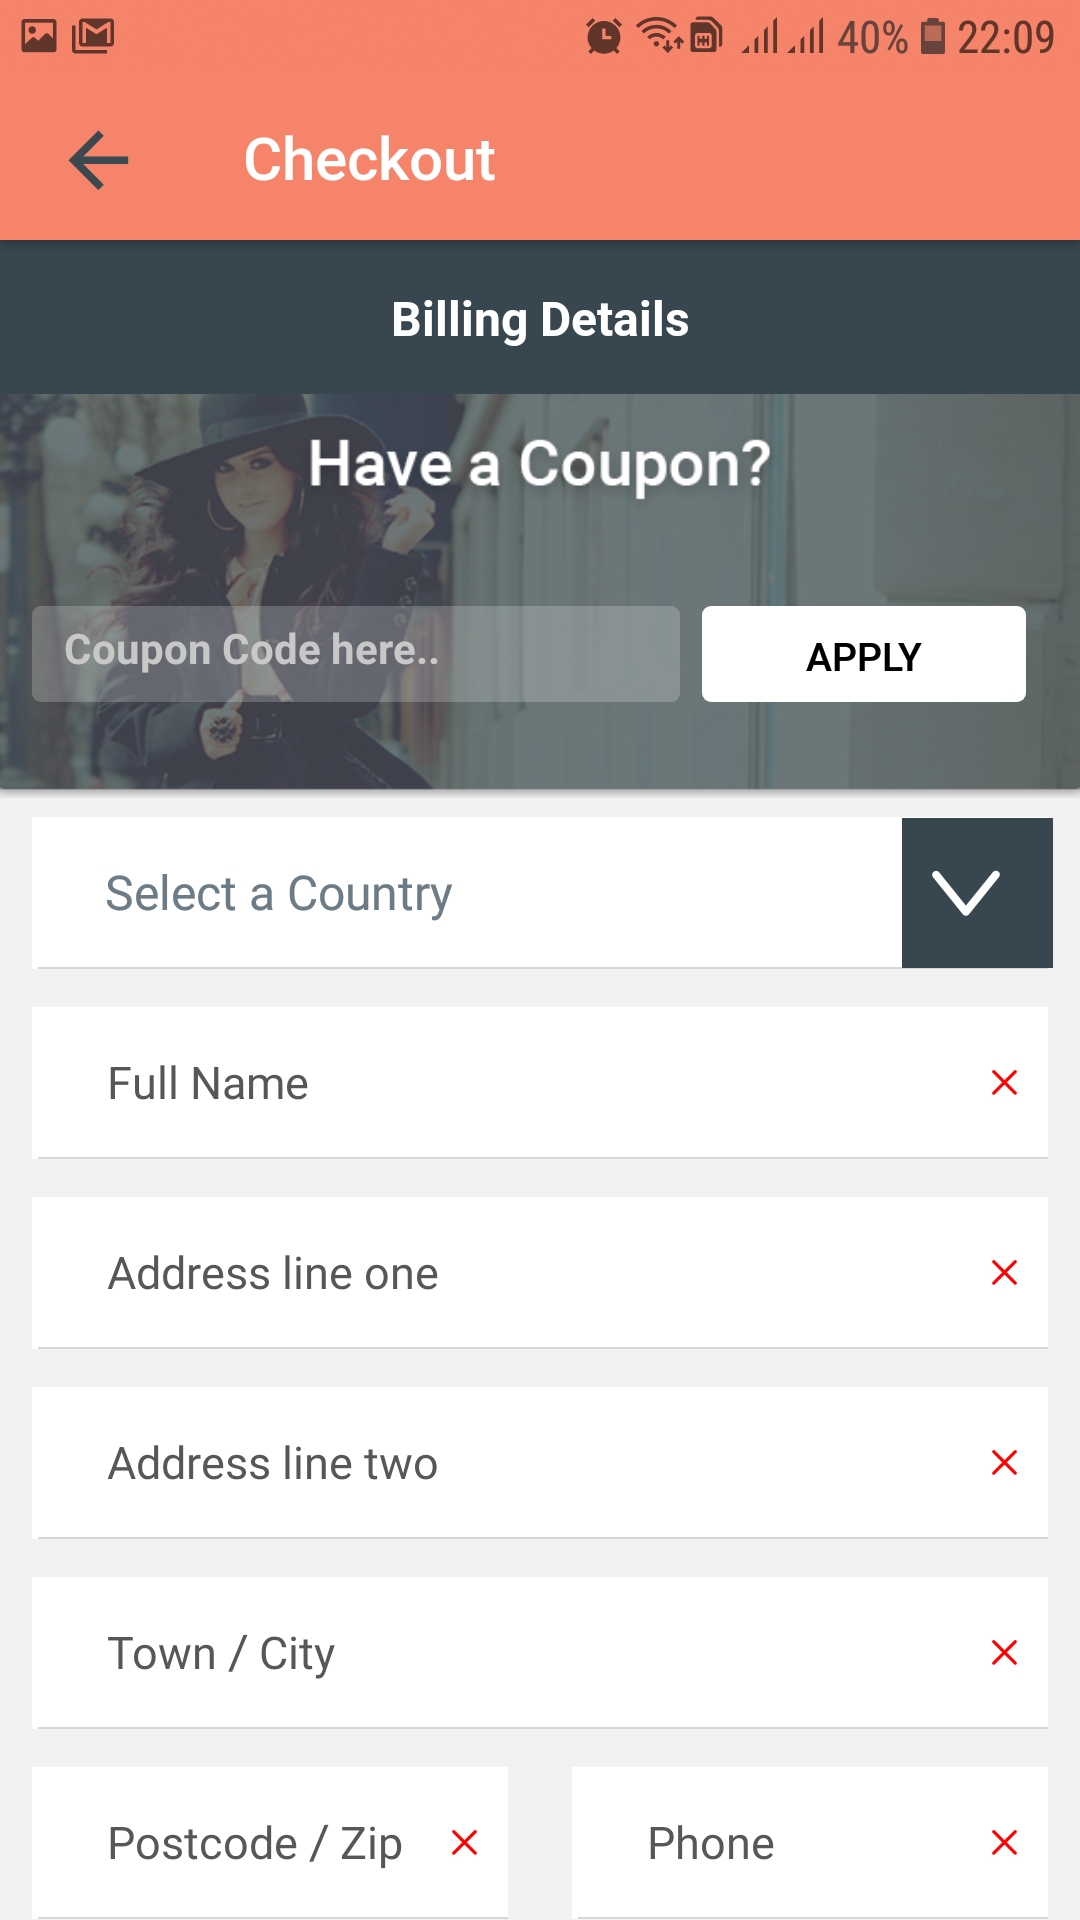 40% 22:09
Checkout
Billing Details
Have a Coupon?
Coupon Code here..
APPLY
Select a Country
Full Name
Address line one
Address line two
Town / City
Postcode / Zip
Phone